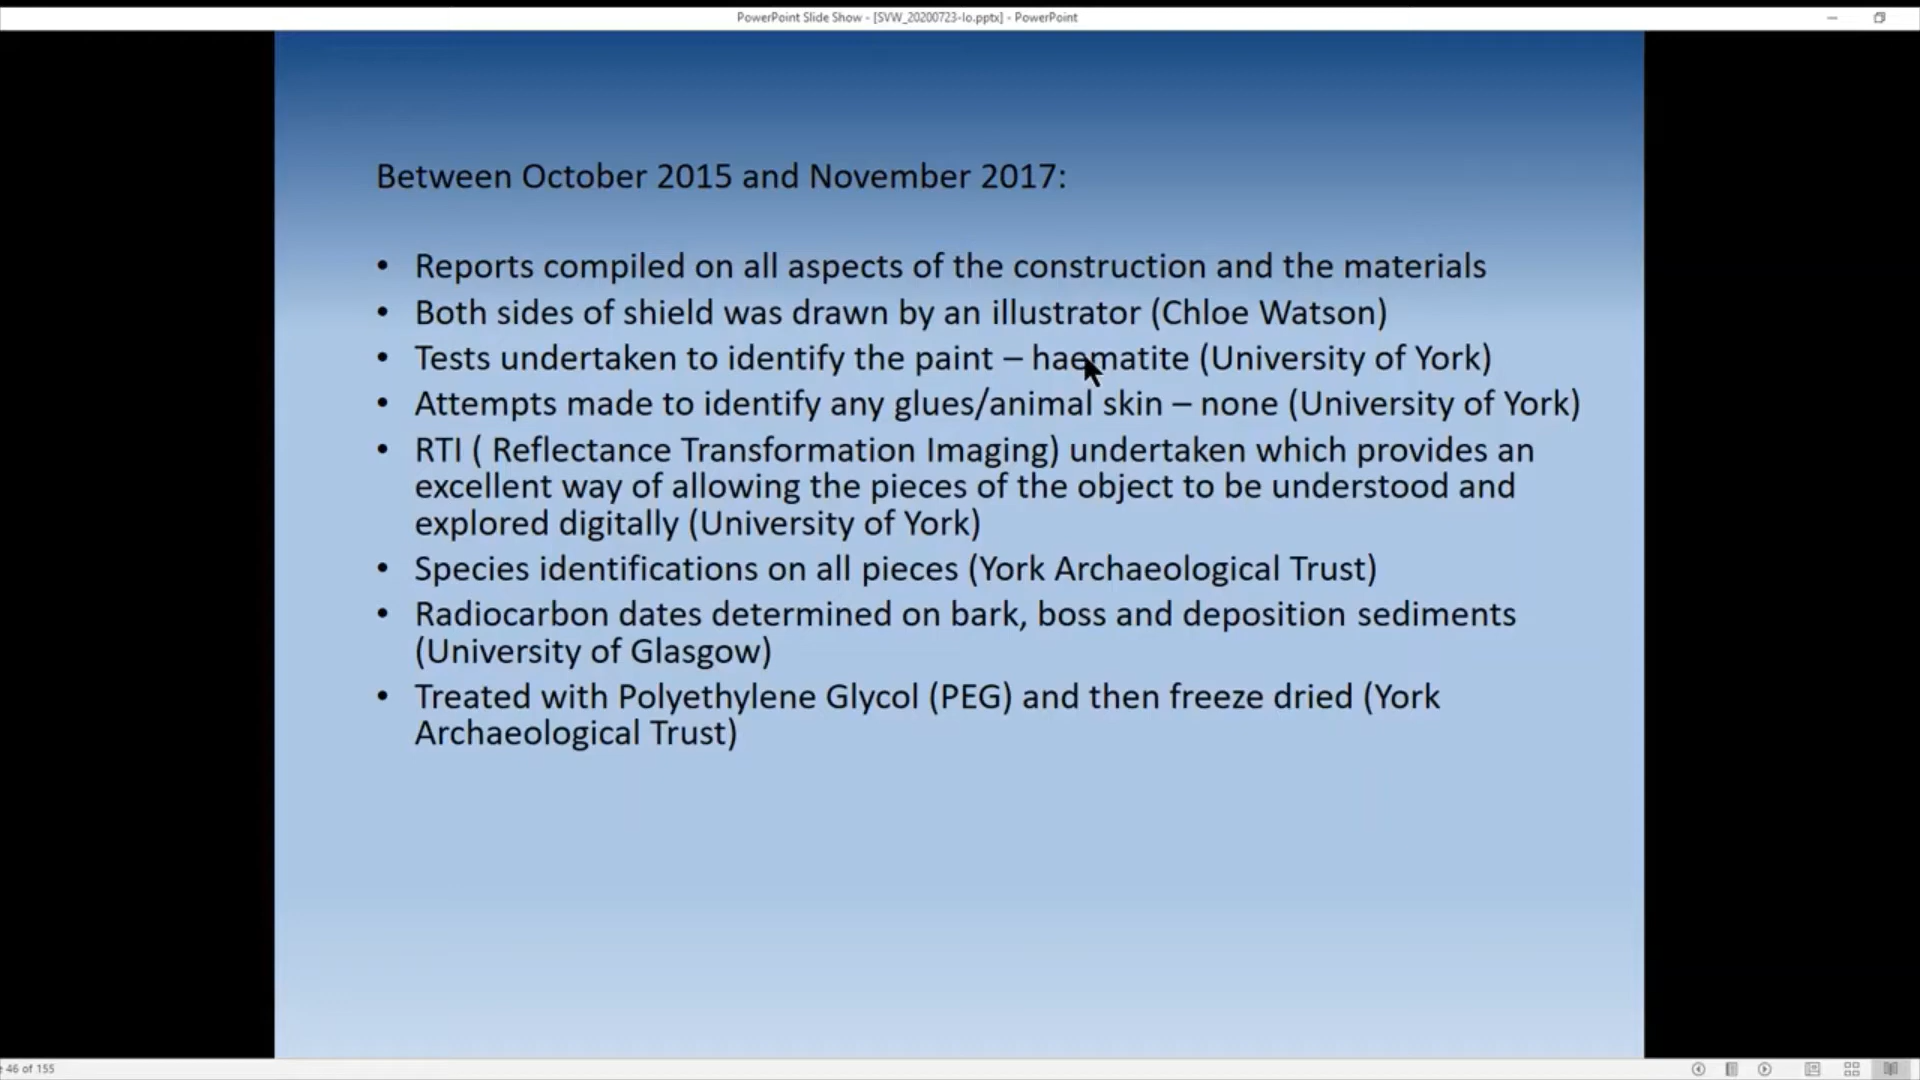 PowerPoint Slide Show - [SVW_20200723-lo.pptx] - PowerPoint
Between October 2015 and November 2017:
• Reports compiled on all aspects of the construction and the materials
• Both sides of shield was drawn by an illustrator (Chloe Watson)
• Tests undertaken to identify the paint – haematite (University of York)
• Attempts made to identify any glues/animal skin – none (University of York)
• RTI ( Reflectance Transformation Imaging) undertaken which provides an
excellent way of allowing the pieces of the object to be understood and
explored digitally (University of York)
• Species identifications on all pieces (York Archaeological Trust)
• Radiocarbon dates determined on bark, boss and deposition sediments
(University of Glasgow)
• Treated with Polyethylene Glycol (PEG) and then freeze dried (York
Archaeological Trust)
46 of 155